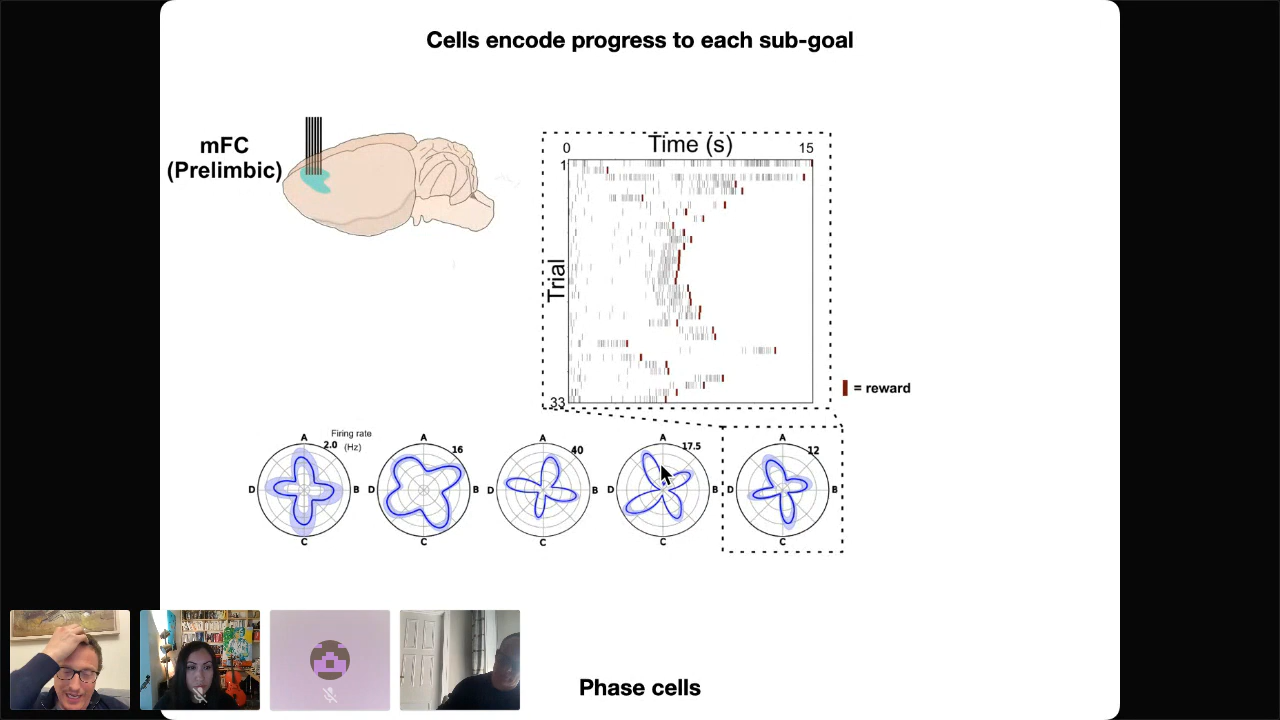 Cells encode progress to each sub-goal
mFC
(Prelimbic)
Time (s)
0
15
1
Trial
33
= reward
Firing rate
(Hz)
A
2.0
D
B
C
A
16
D
B
C
A
40
D
B
C
A
17.5
D
B
C
A
12
D
B
C
Phase cells